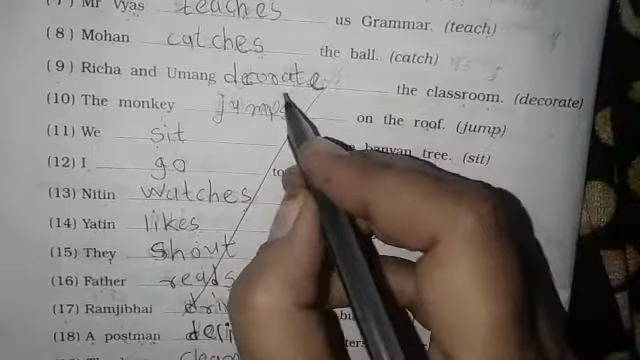 (7) Mr Vyas teaches us Grammar. (teach)
(8) Mohan catches the ball. (catch)
(9) Richa and Umang decorate the classroom. (decorate)
(10) The monkey jumps on the roof. (jump)
(11) We sit banyan tree. (sit)
(12) I go to
(13) Nitin watches
(14) Yatin likes
(15) They shout
(16) Father reads
(17) Ramjibhai
(18) A postman